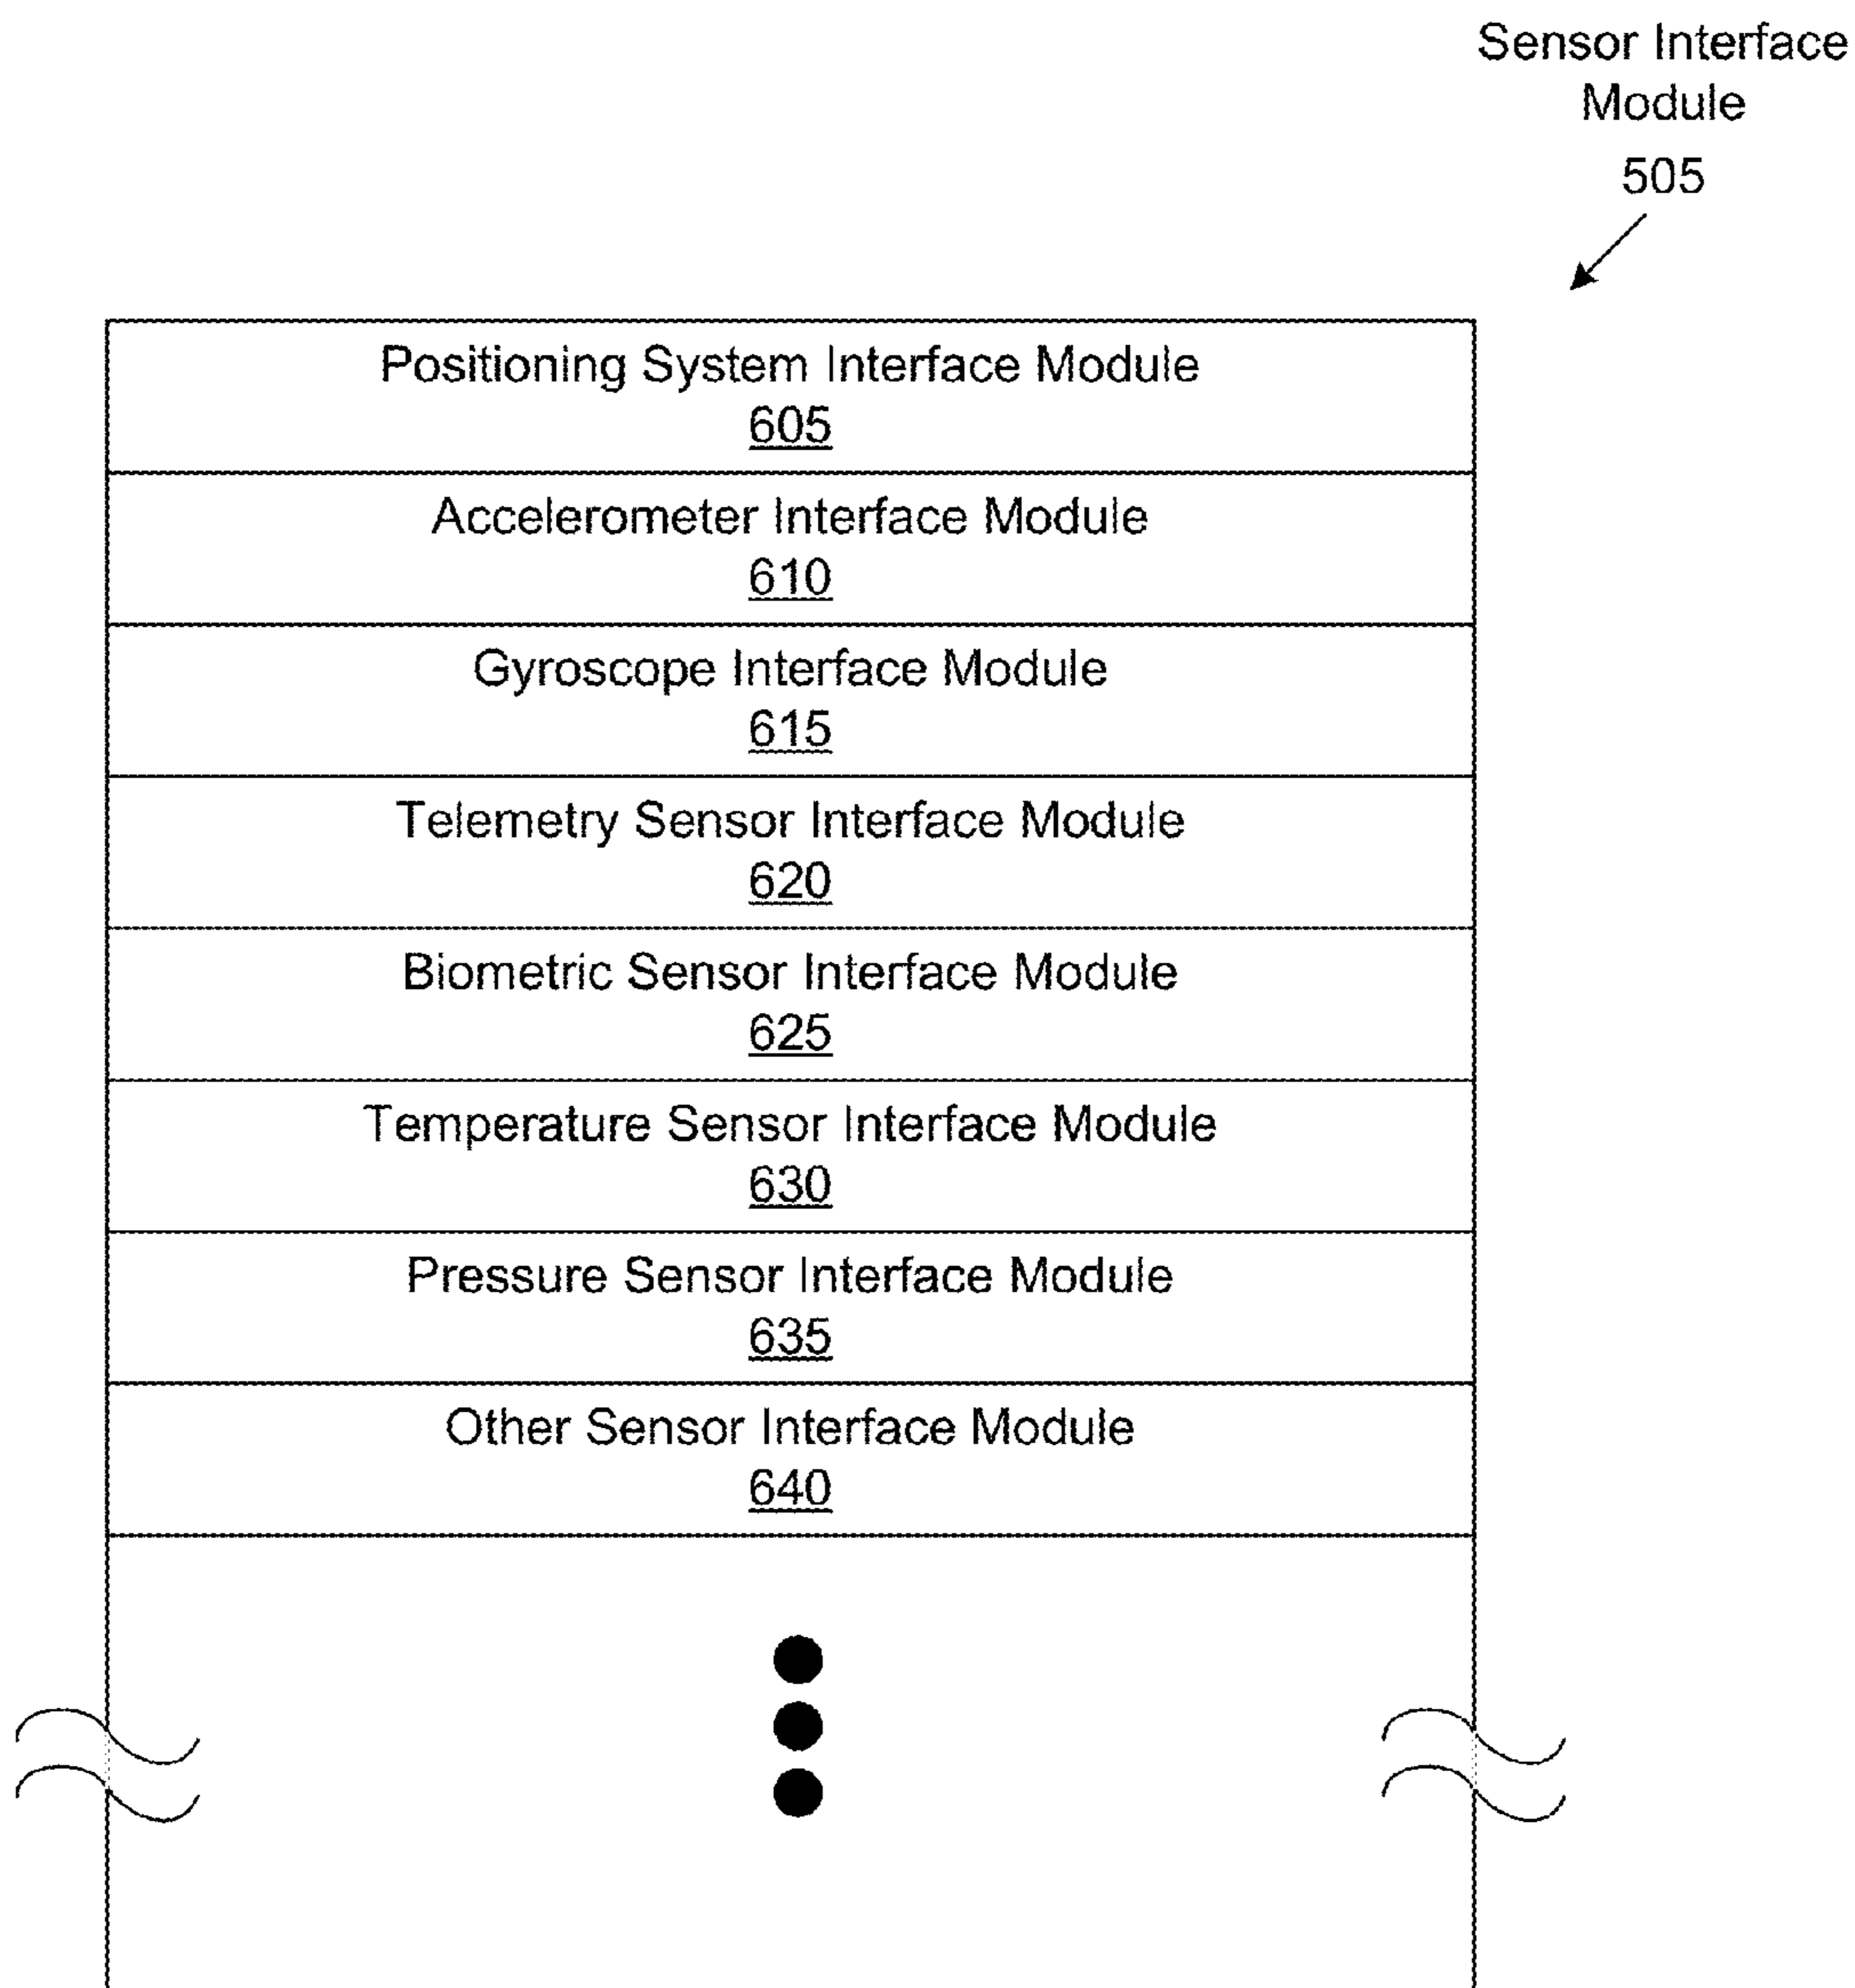 Sensor Interface
Module
505
Positioning System Interface Module
605
Accelerometer Interface Module
610
Gyroscope Interface Module
615
Telemetry Sensor Interface Module
620
Biometric Sensor Interface Module
625
Temperature Sensor Interface Module
630
Pressure Sensor Interface Module
635
Other Sensor Interface Module
640